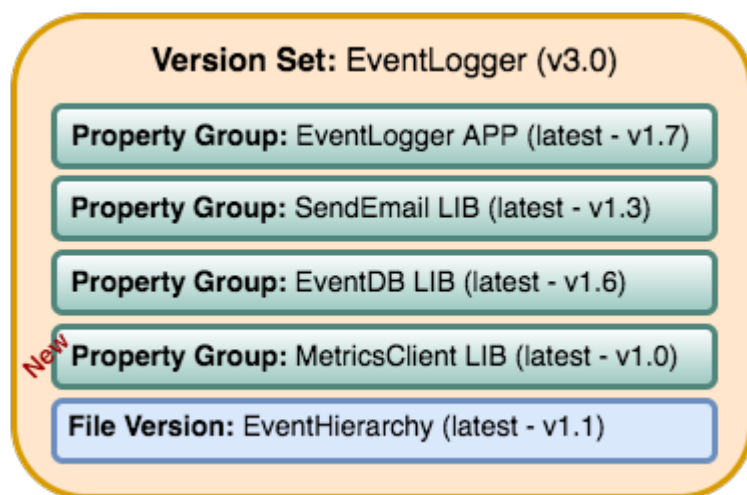 Version Set: EventLogger (v3.0)
Property Group: EventLogger APP (latest - v1.7)
Property Group: SendEmail LIB (latest - v1.3)
Property Group: EventDB LIB (latest - v1.6)
New
Property Group: MetricsClient LIB (latest - v1.0)
File Version: EventHierarchy (latest - v1.1)